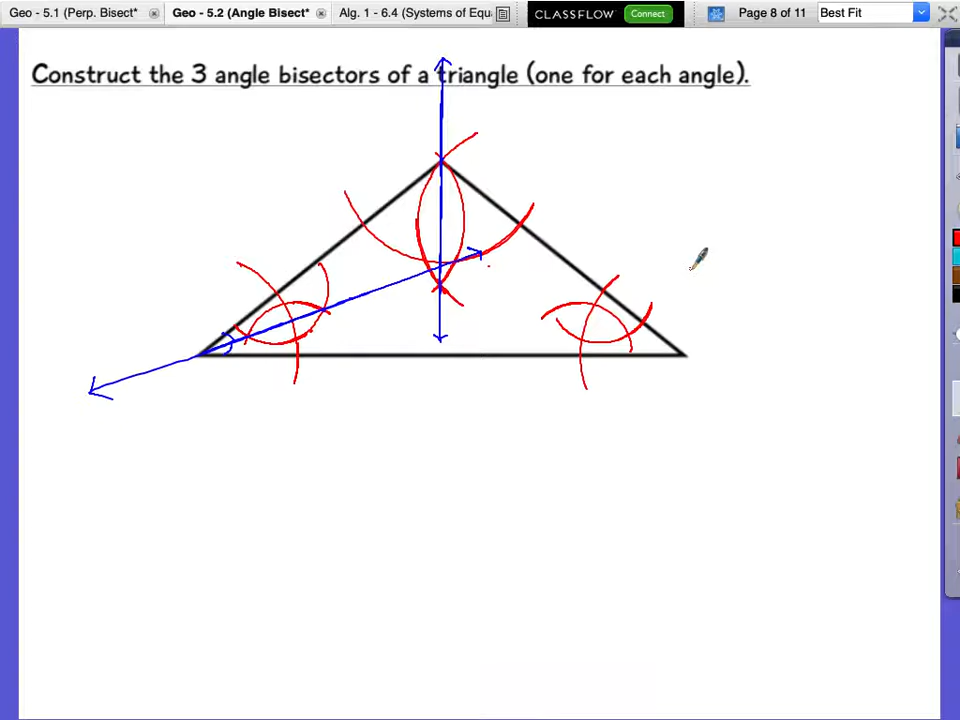 Geo - 5.1 (Perp. Bisect* Geo - 5.2 (Angle Bisect* Alg. 1 - 6.4 (Systems of Equa. CLASSFLOW Connect Page 8 of 11 Best Fit
Construct the 3 angle bisectors of a triangle (one for each angle).